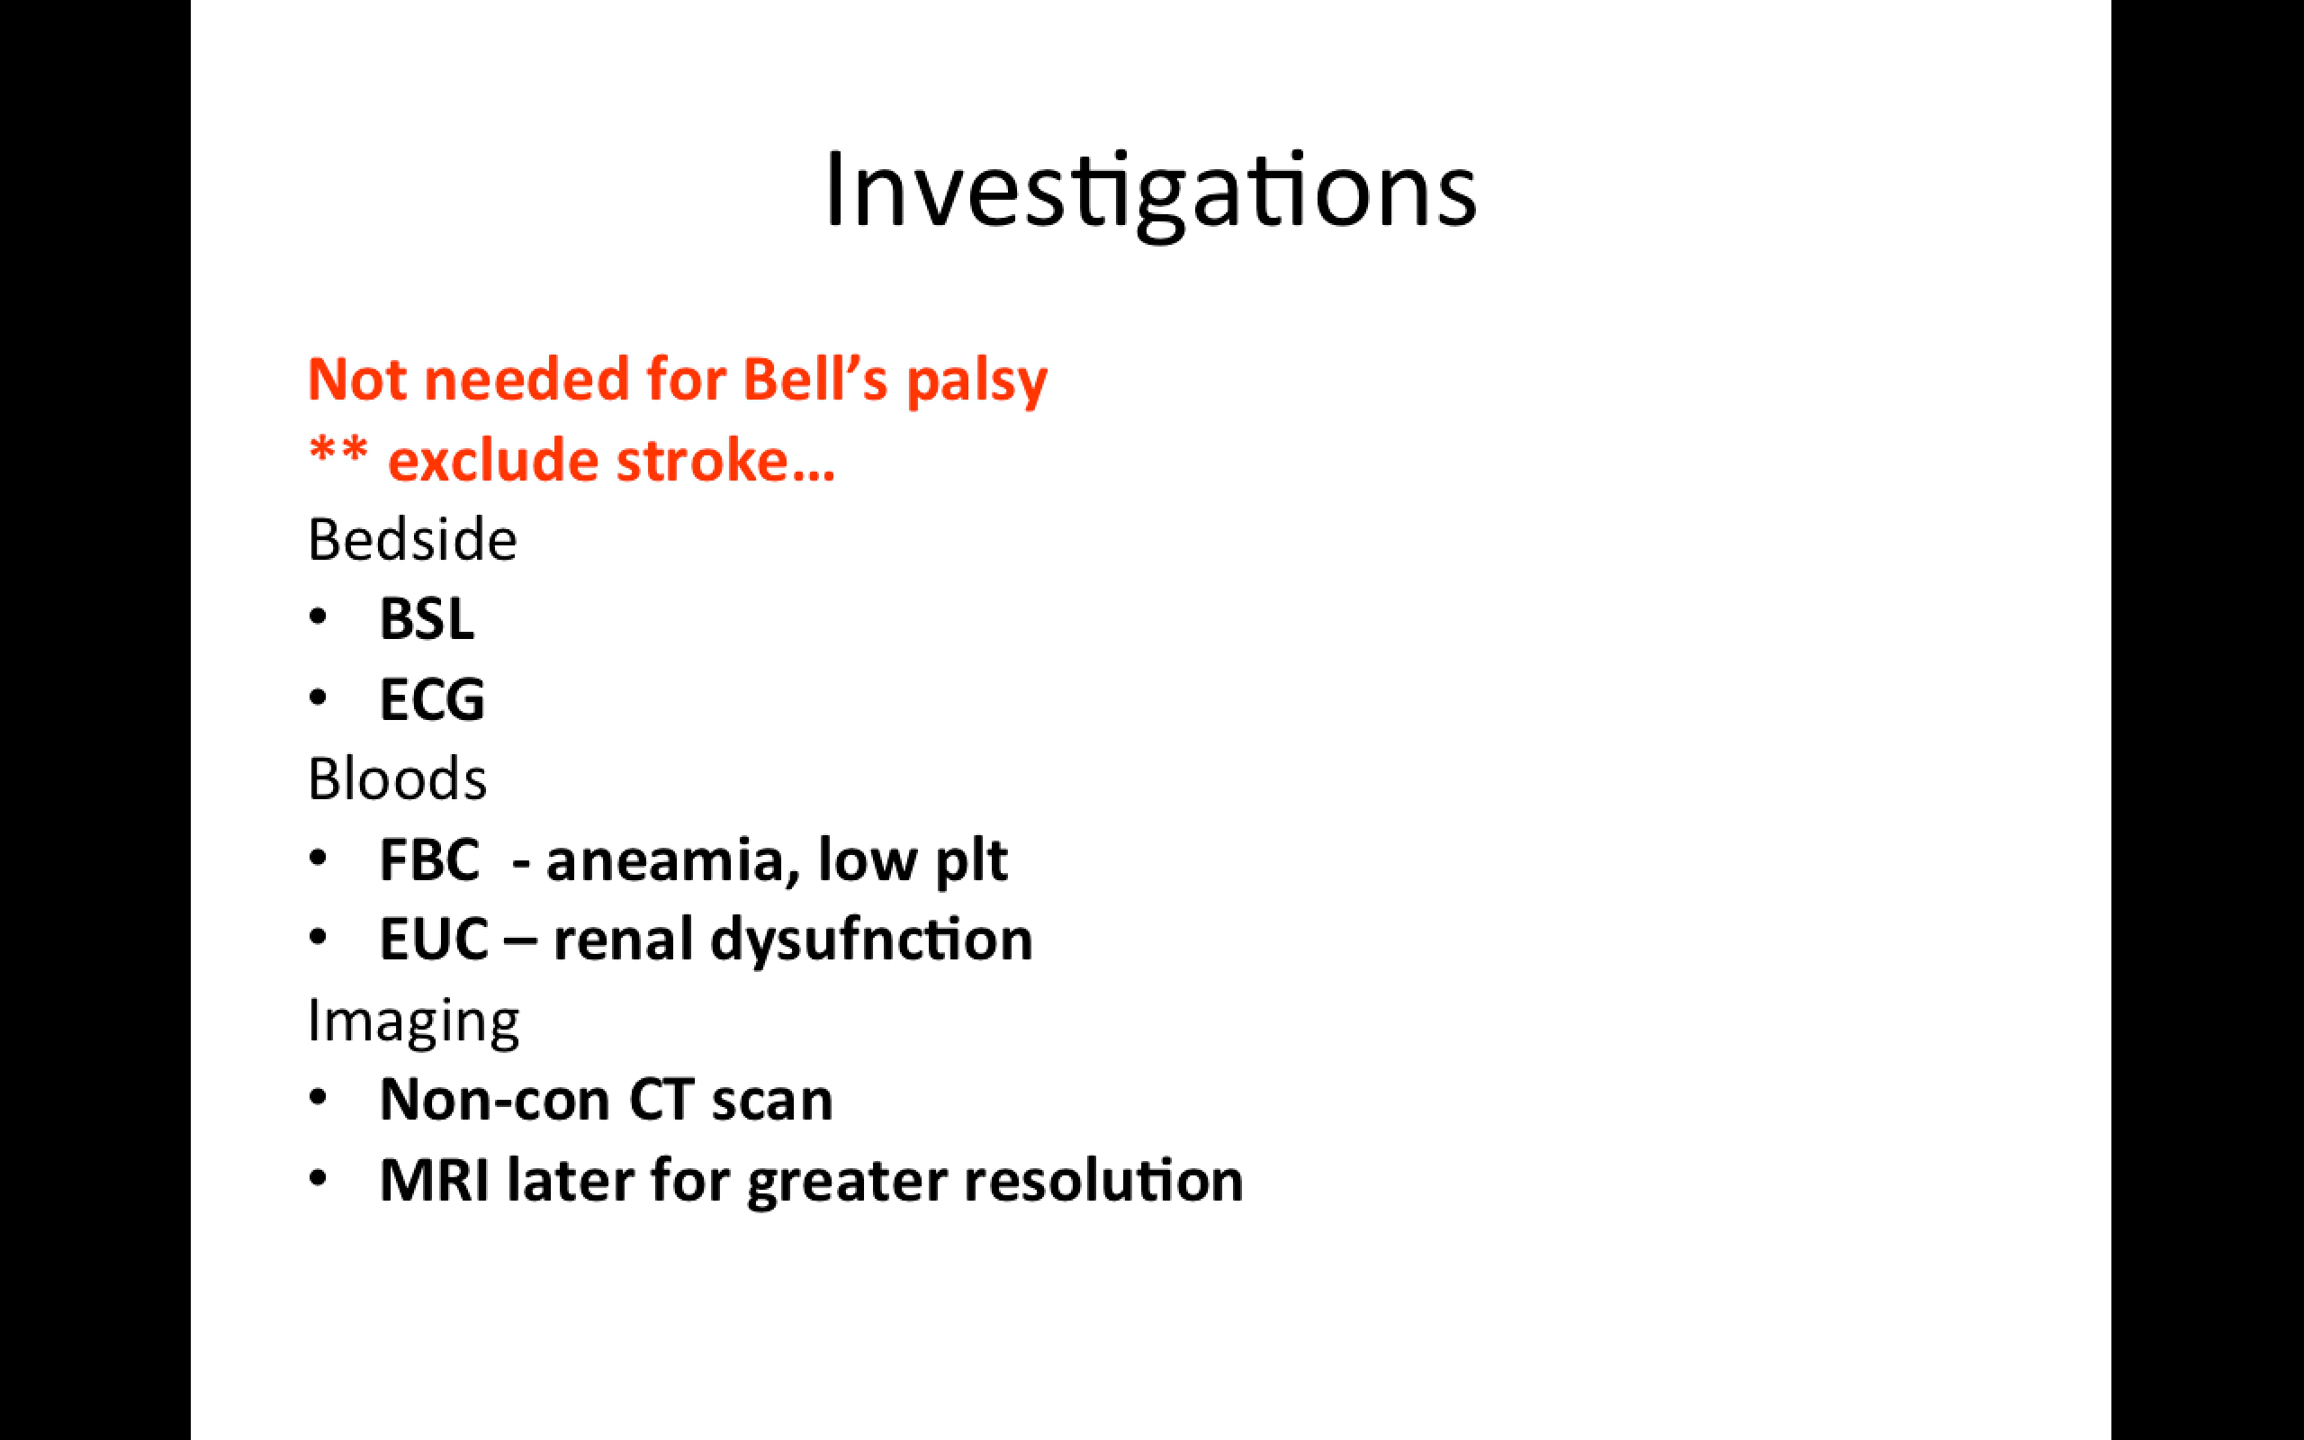 Investigations
Not needed for Bell’s palsy
** exclude stroke…
Bedside
• BSL
• ECG
Bloods
• FBC  - aneamia, low plt
• EUC – renal dysufnction
Imaging
• Non-con CT scan
• MRI later for greater resolution